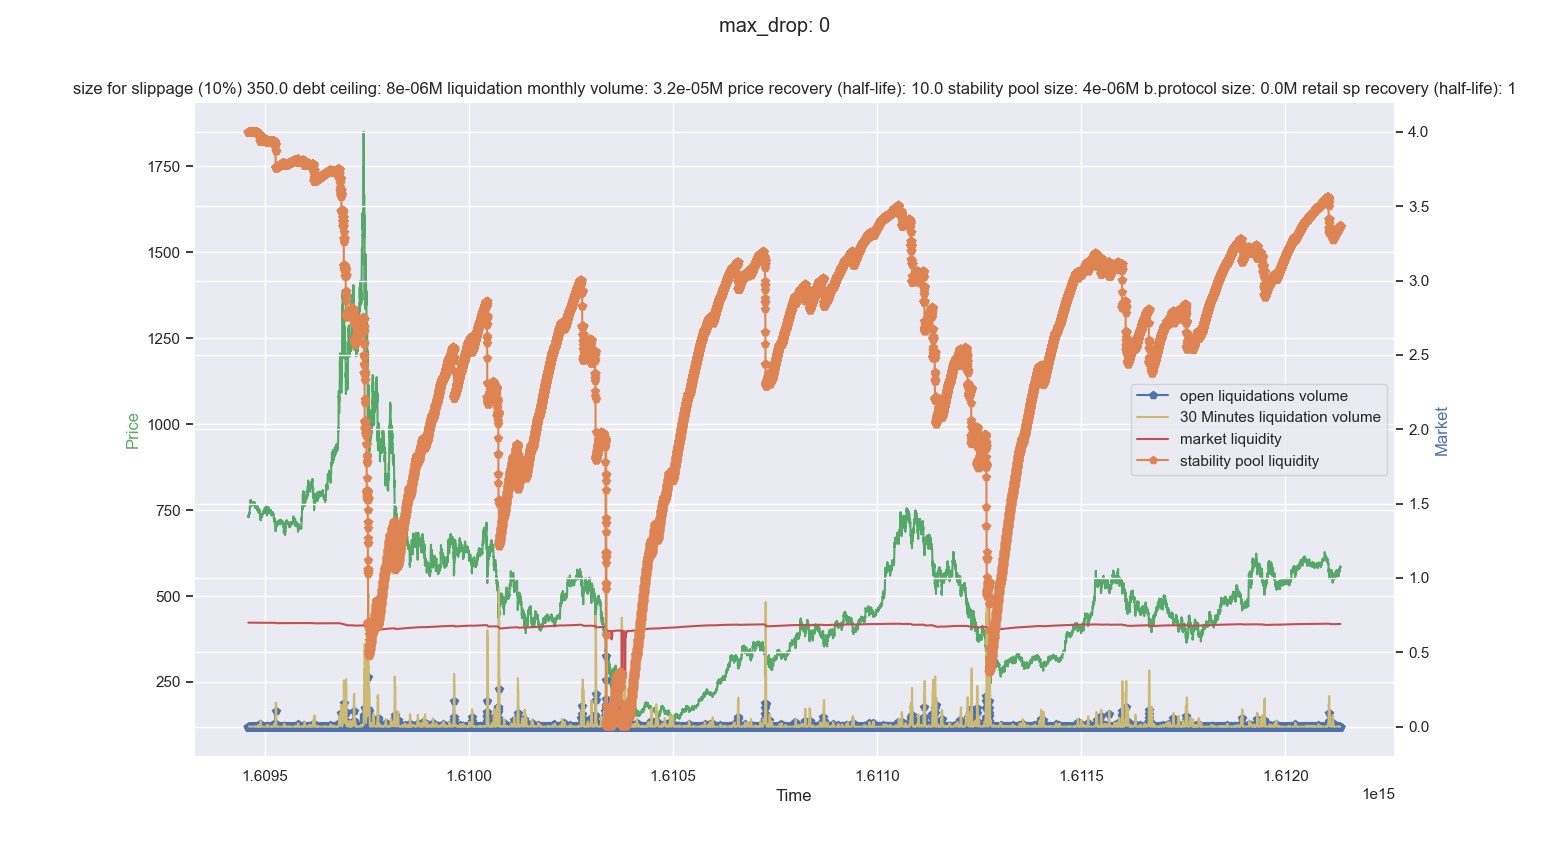 max_drop: 0
size for slippage (10%) 350.0 debt ceiling: 8e-06M liquidation monthly volume: 3.2e-05M price recovery (half-life): 10.0 stability pool size: 4e-06M b.protocol size: 0.0M retail sp recovery (half-life): 1
1750
1500
1250
1000
750
500
250
Price
4.0
3.5
3.0
2.5
2.0
1.5
1.0
0.5
0.0
Market
open liquidations volume
30 Minutes liquidation volume
market liquidity
stability pool liquidity
1.6095
1.6100
1.6105
1.6110
1.6115
1.6120
Time
1e15